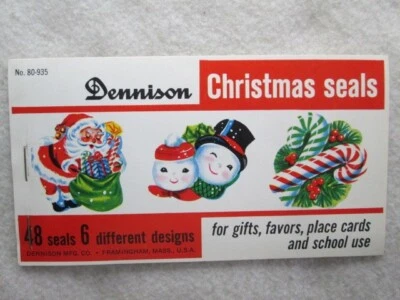 No. 80-935
Dennison
Christmas seals
48 seals 6 different designs
DENNISON MFG. CO. • FRAMINGHAM, MASS., U.S.A.
for gifts, favors, place cards
and school use